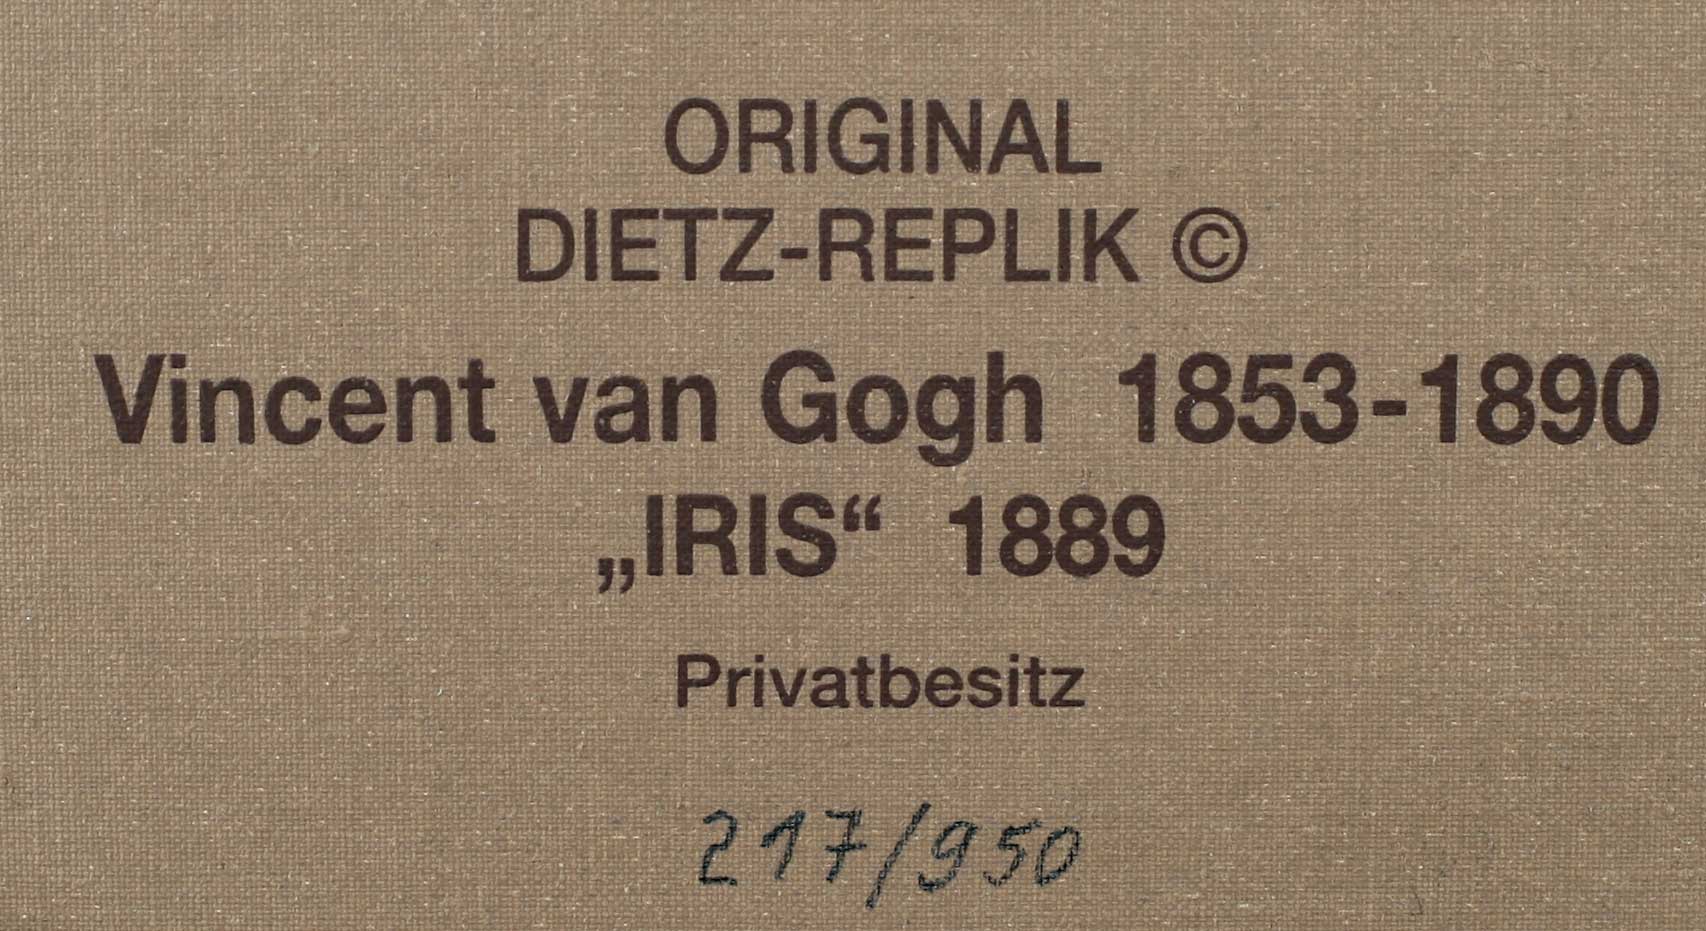 ORIGINAL
DIETZ-REPLIK ©
Vincent van Gogh 1853-1890
„IRIS“ 1889
Privatbesitz
217/950